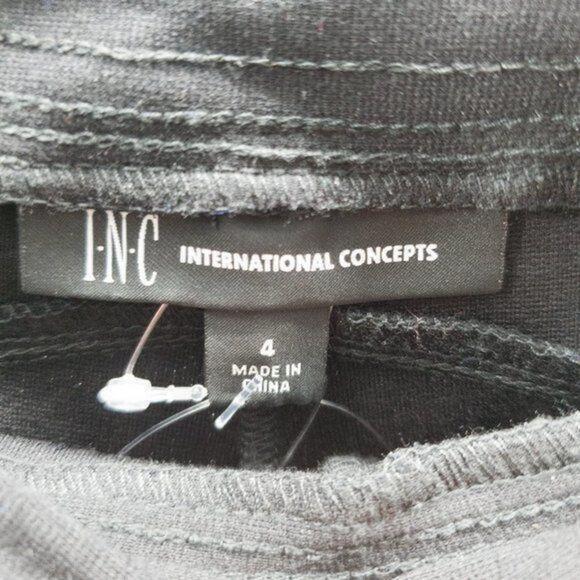 I·N·C INTERNATIONAL CONCEPTS
4
MADE IN
CHINA